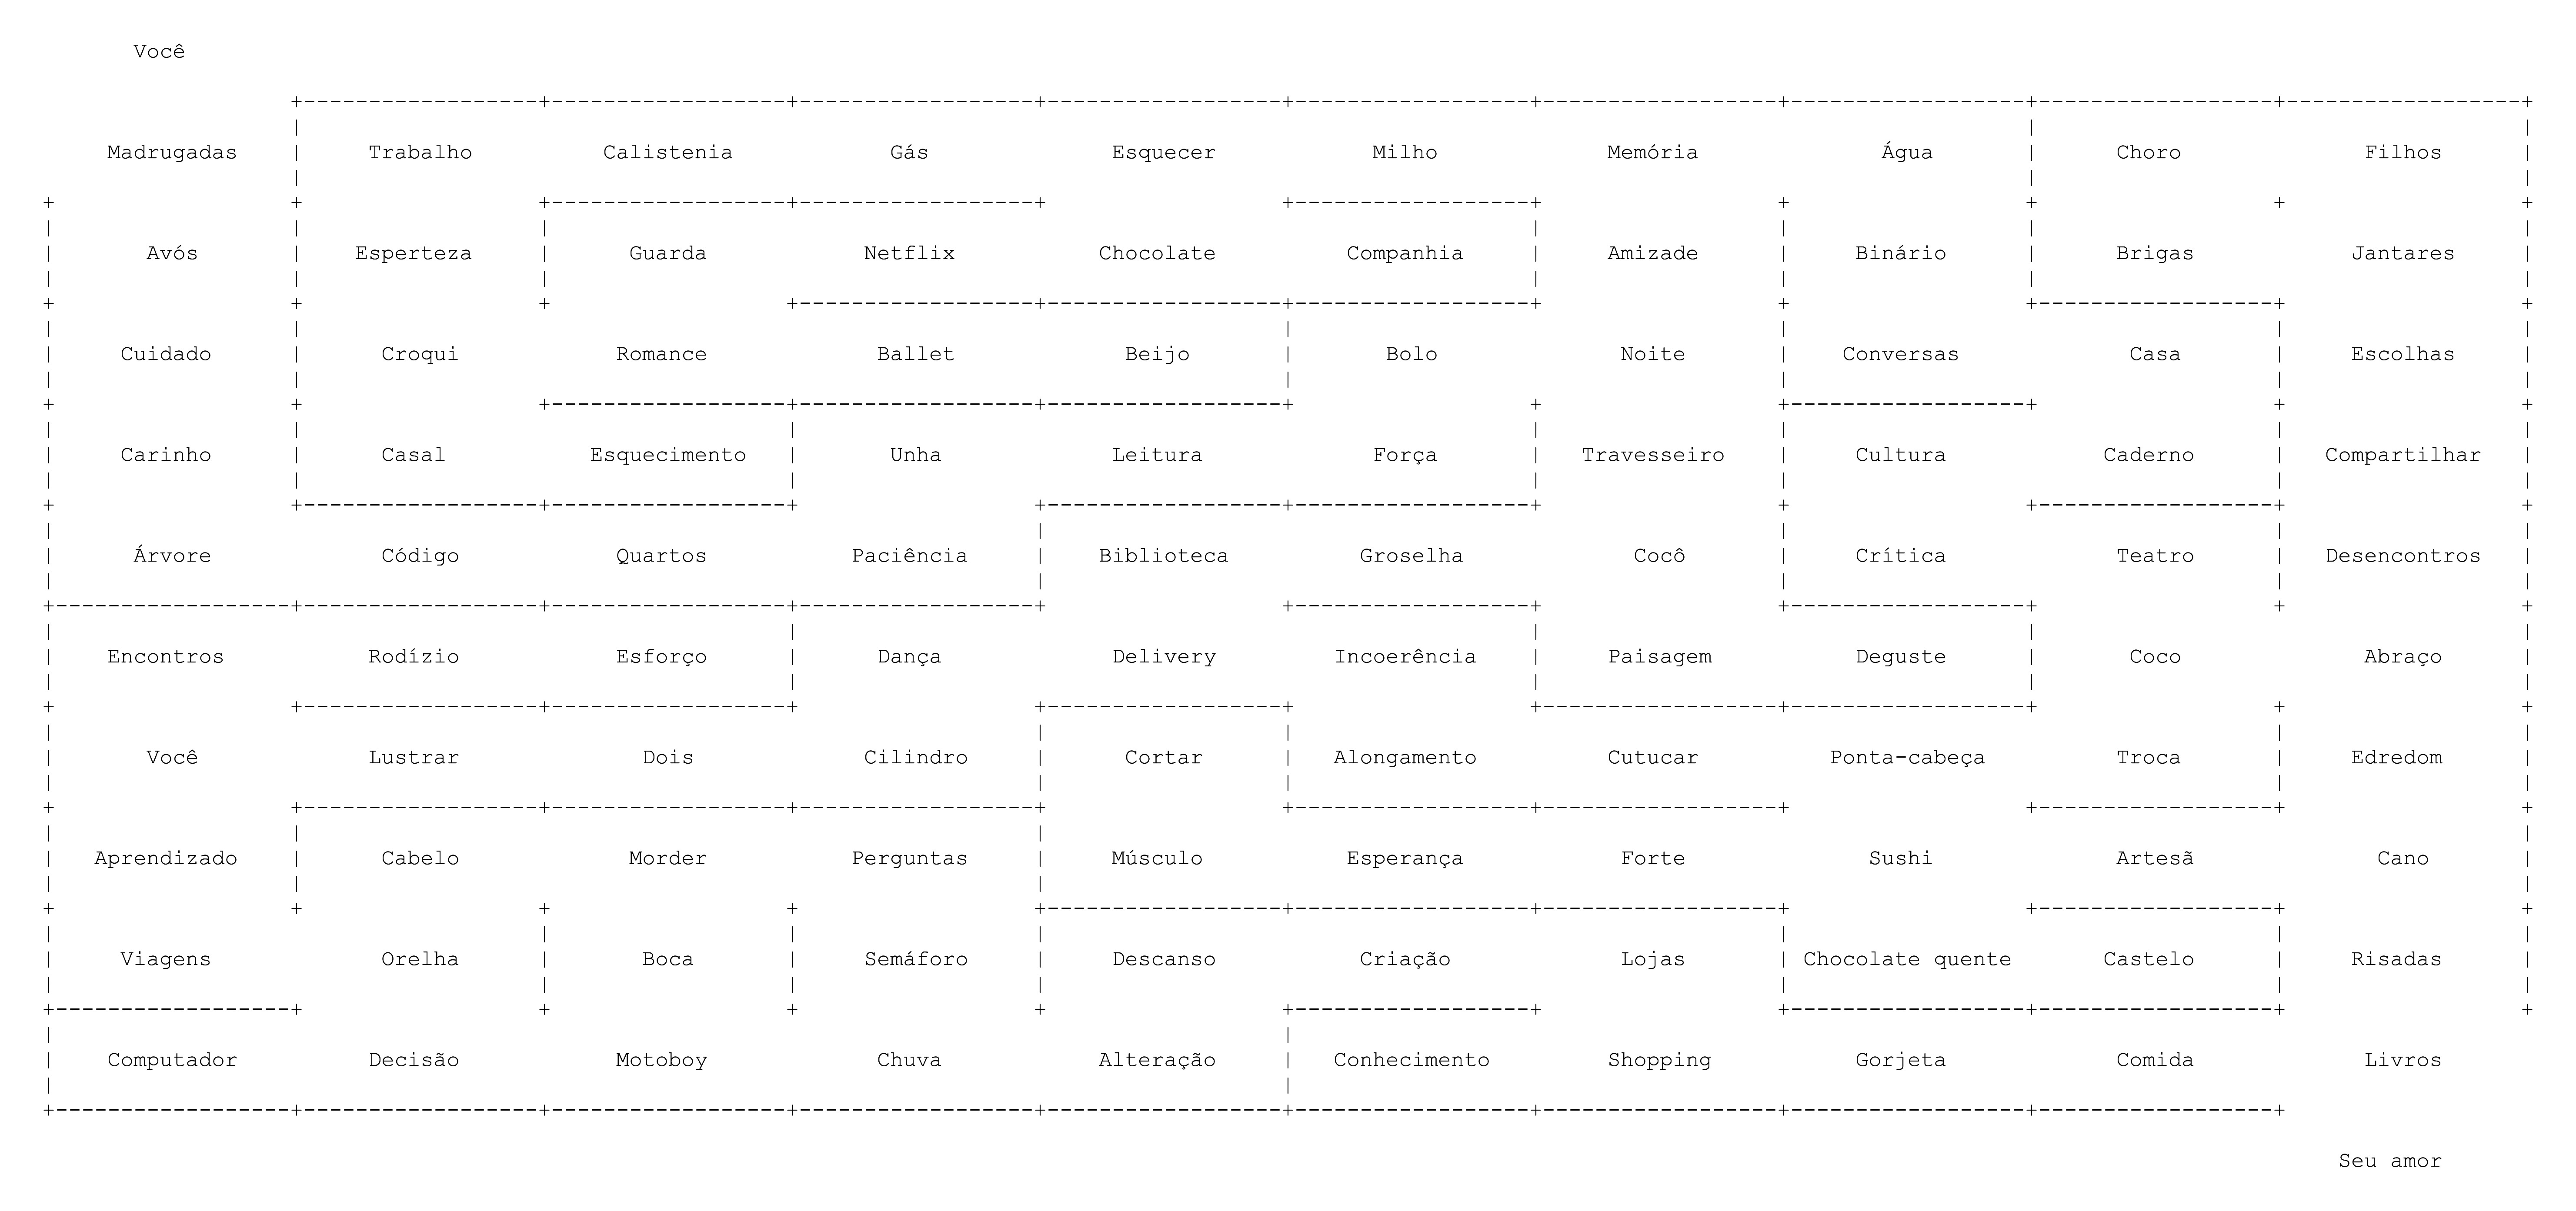 Você
Madrugadas Trabalho Calistenia Gás Esquecer Milho Memória Água Choro Filhos
Avós Esperteza Guarda Netflix Chocolate Companhia Amizade Binário Brigas Jantares
Cuidado Croqui Romance Ballet Beijo Bolo Noite Conversas Casa Escolhas
Carinho Casal Esquecimento Unha Leitura Força Travesseiro Cultura Caderno Compartilhar
Árvore Código Quartos Paciência Biblioteca Groselha Cocô Crítica Teatro Desencontros
Encontros Rodízio Esforço Dança Delivery Incoerência Paisagem Deguste Coco Abraço
Você Lustrar Dois Cilindro Cortar Alongamento Cutucar Ponta-cabeça Troca Edredom
Aprendizado Cabelo Morder Perguntas Músculo Esperança Forte Sushi Artesã Cano
Viagens Orelha Boca Semáforo Descanso Criação Lojas Chocolate quente Castelo Risadas
Computador Decisão Motoboy Chuva Alteração Conhecimento Shopping Gorjeta Comida Livros
Seu amor